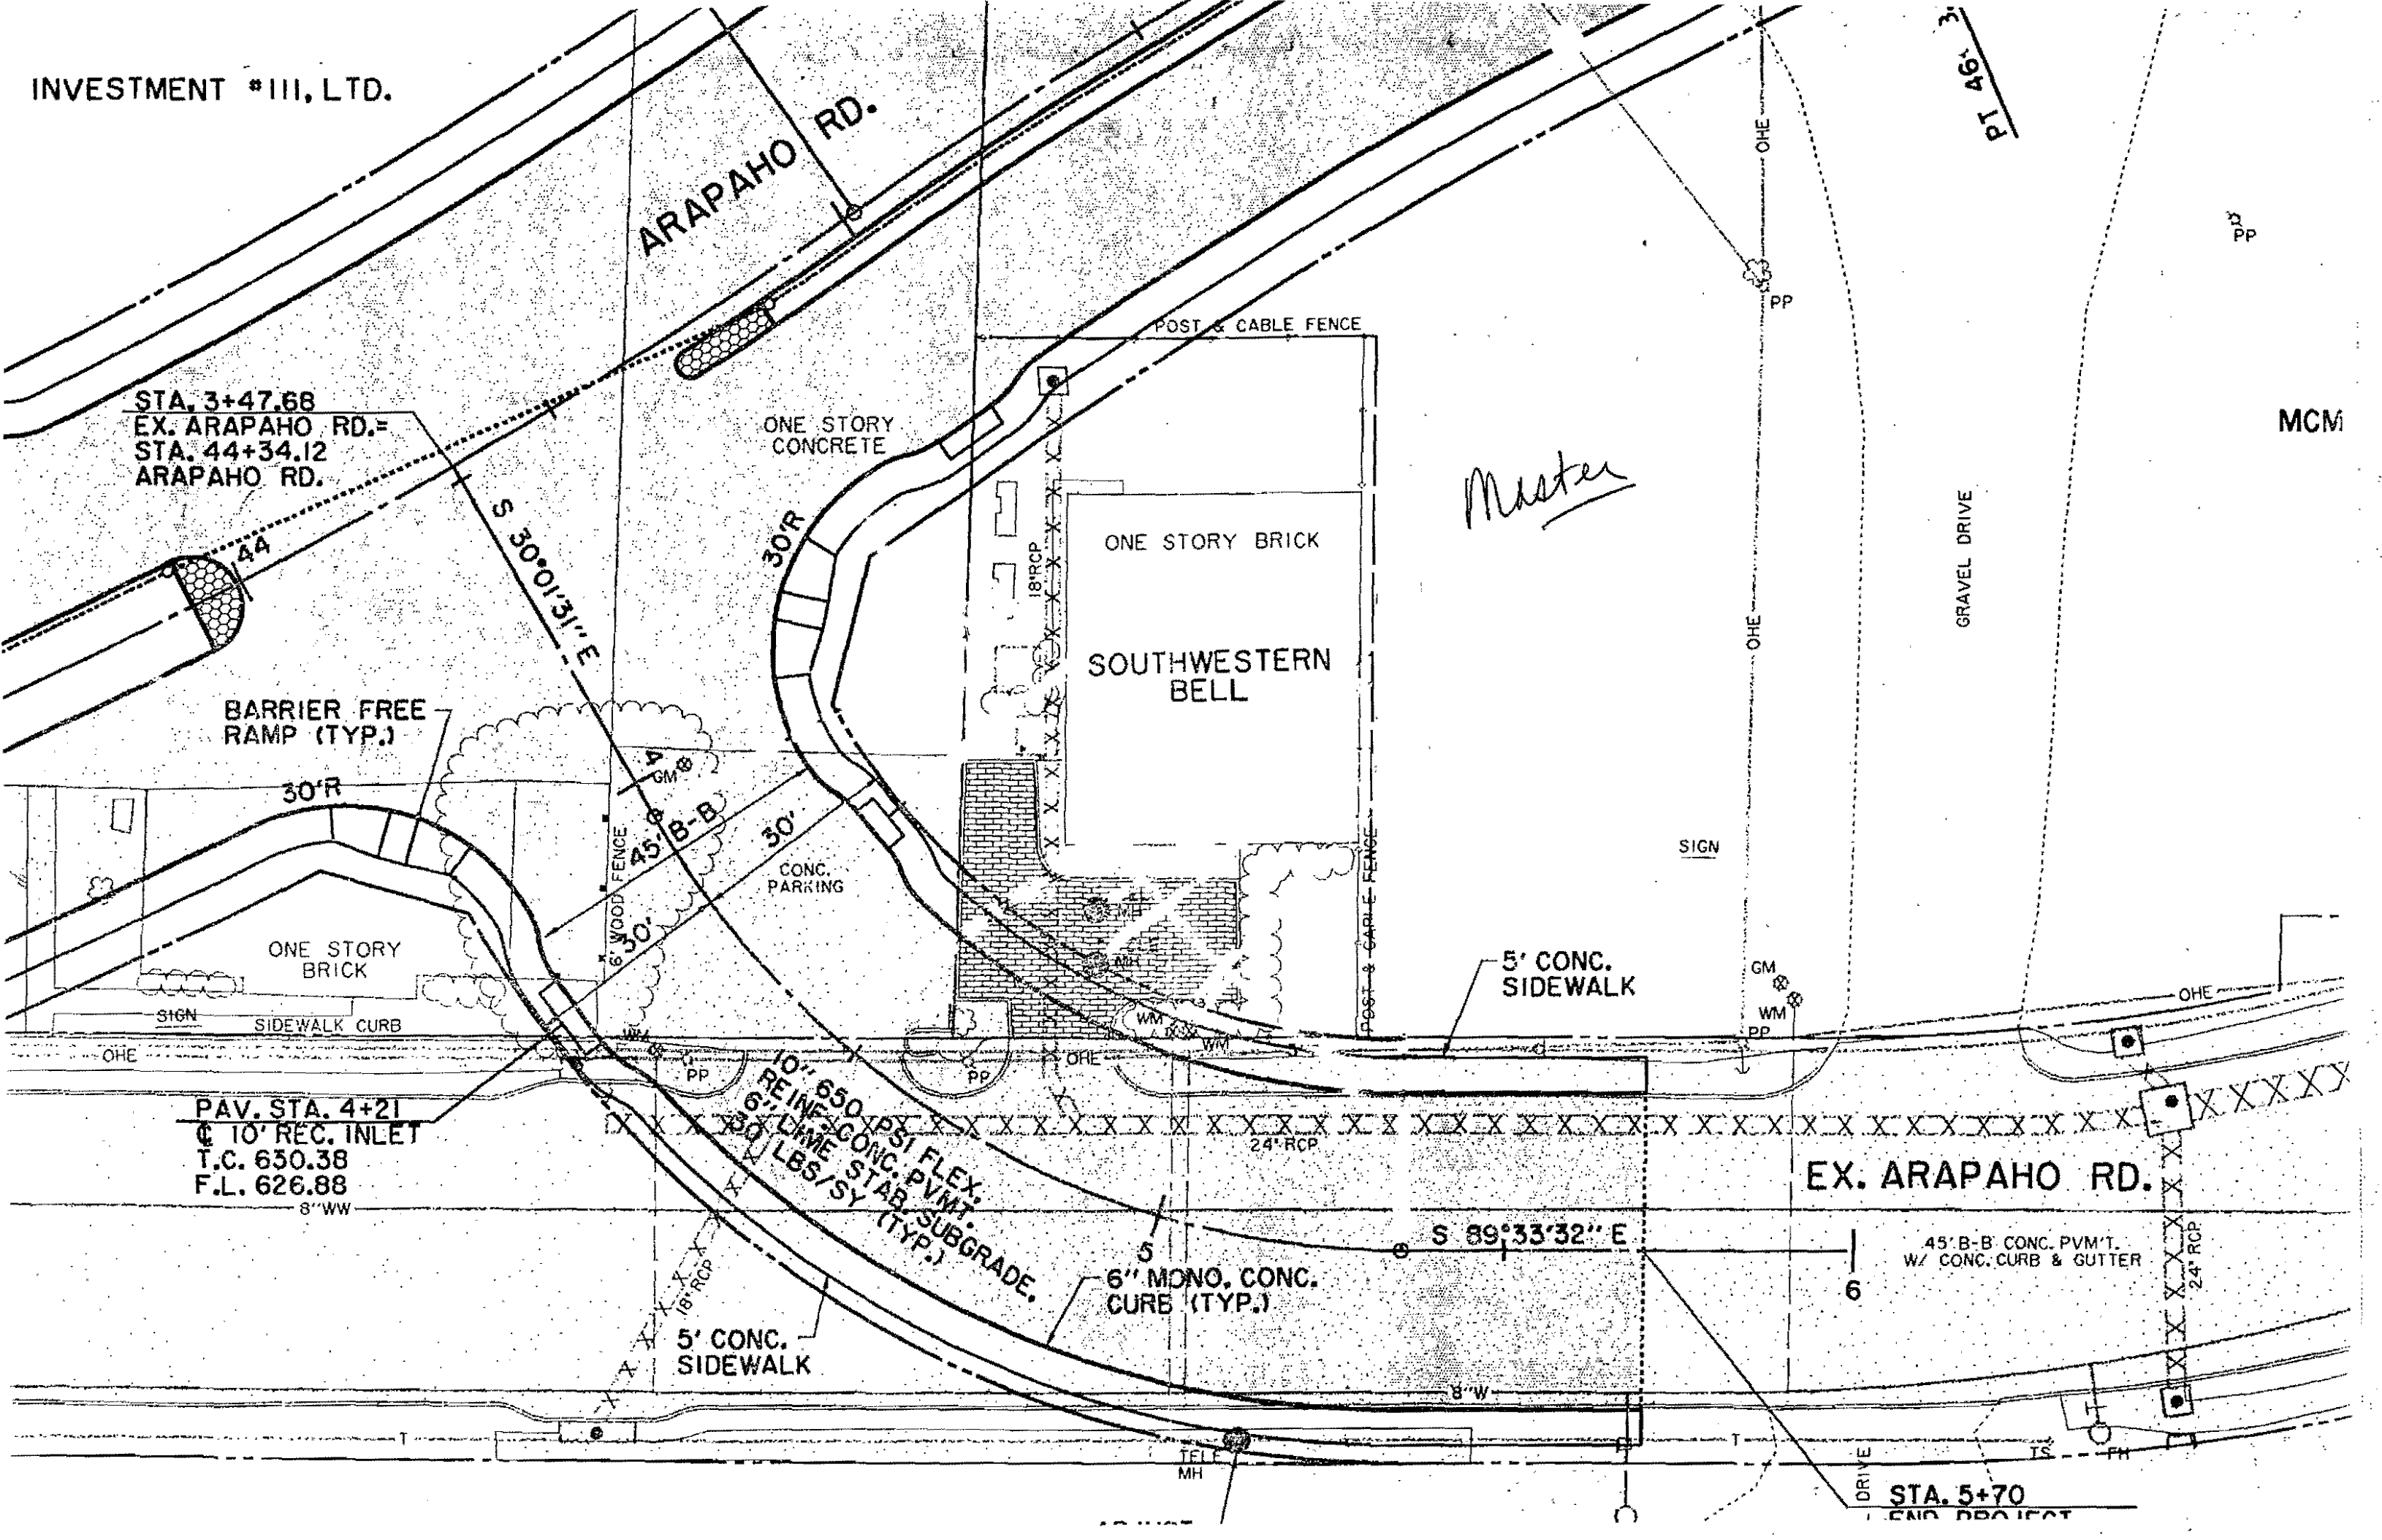 INVESTMENT #III, LTD.
ARAPAHO RD.
PT 46+
PP
OHE
PP
POST & CABLE FENCE
STA. 3+47.68
EX. ARAPAHO RD.=
STA. 44+34.12
ARAPAHO RD.
ONE STORY
CONCRETE
MCM
Master
S 30°01'31" E
44
30'R
18"RCP
ONE STORY BRICK
GRAVEL DRIVE
OHE
SOUTHWESTERN
BELL
BARRIER FREE
RAMP (TYP.)
4
GM
30'R
45' B-B
30'
30'
6' WOOD FENCE
CONC.
PARKING
POST & CABLE FENCE
SIGN
ONE STORY
BRICK
MH
5' CONC.
SIDEWALK
GM
WM
PP
OHE
SIGN
SIDEWALK CURB
OHE
WM
PP
PP
OHE
WM
WM
PAV. STA. 4+21
℄ 10' REC. INLET
T.C. 630.38
F.L. 626.88
8"WW
10" 650 PSI FLEX.
REINF. CONC. PVMT.
6" LIME STAB. SUBGRADE.
30 LBS/SY (TYP.)
24" RCP
EX. ARAPAHO RD.
S 89°33'32" E
5
6
45' B-B CONC. PVM'T.
W/ CONC. CURB & GUTTER
24" RCP
18" RCP
6" MONO. CONC.
CURB (TYP.)
5' CONC.
SIDEWALK
8"W
T
TELE
MH
T
TS
FH
DRIVE
STA. 5+70
END PROJECT